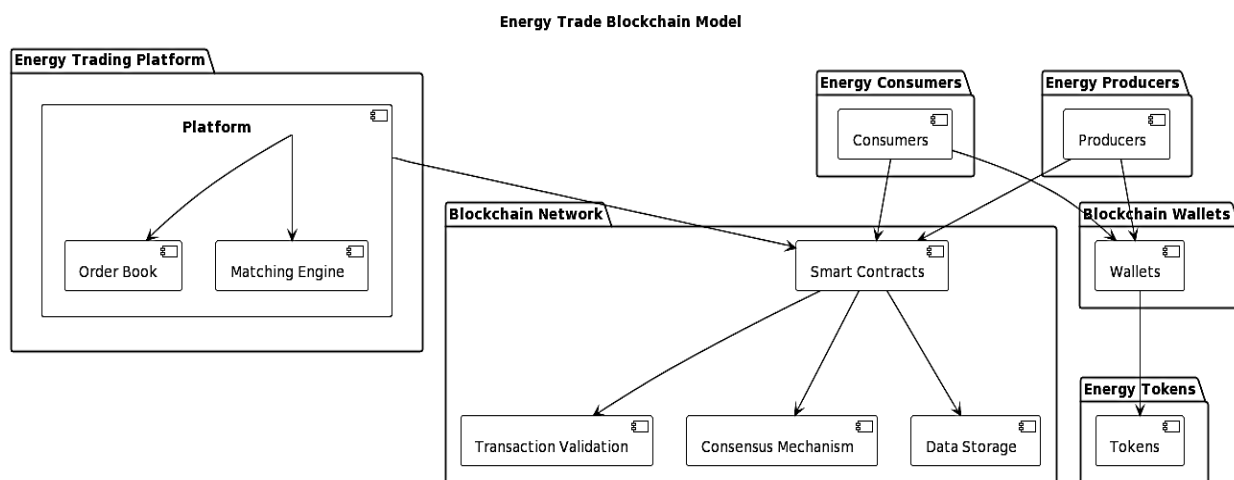 Energy Trade Blockchain Model
Energy Trading Platform
Platform
Order Book
Matching Engine
Energy Consumers
Consumers
Energy Producers
Producers
Blockchain Network
Smart Contracts
Transaction Validation
Consensus Mechanism
Data Storage
Blockchain Wallets
Wallets
Energy Tokens
Tokens